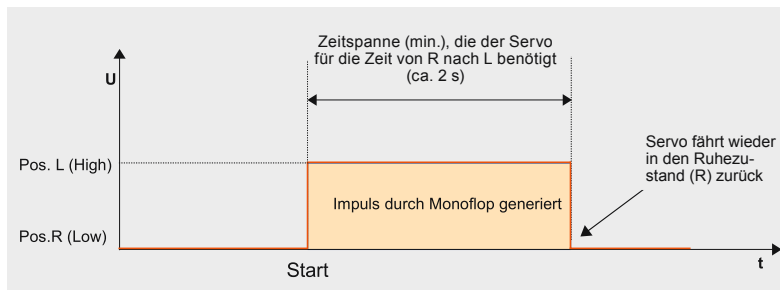 Zeitspanne (min.), die der Servo
für die Zeit von R nach L benötigt
(ca. 2 s)
U
Servo fährt wieder
in den Ruhezu-
stand (R) zurück
Pos. L (High)
Impuls durch Monoflop generiert
Pos.R (Low)
Start
t